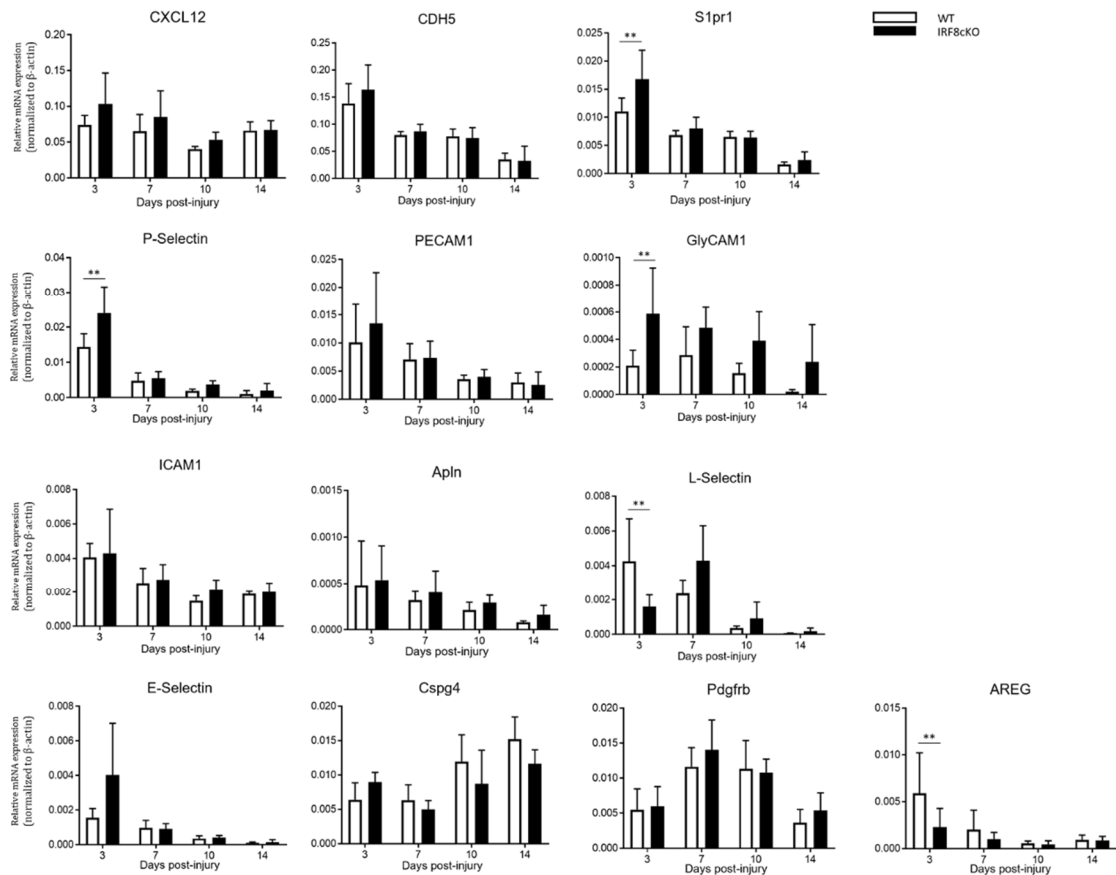 CXCL12
Relative mRNA expression
(normalized to β-actin)
0.20
0.15
0.10
0.05
0.00
3 7 10 14
Days post-injury
CDH5
0.25
0.20
0.15
0.10
0.05
0.00
3 7 10 14
Days post-injury
S1pr1
**
0.025
0.020
0.015
0.010
0.005
0.000
3 7 10 14
Days post-injury
WT
IRF8cKO
P-Selectin
Relative mRNA expression
(normalized to β-actin)
**
0.04
0.03
0.02
0.01
0.00
3 7 10 14
Days post-injury
PECAM1
0.025
0.020
0.015
0.010
0.005
0.000
3 7 10 14
Days post-injury
GlyCAM1
**
0.0010
0.0008
0.0006
0.0004
0.0002
0.0000
3 7 10 14
Days post-injury
ICAM1
Relative mRNA expression
(normalized to β-actin)
0.008
0.006
0.004
0.002
0.000
3 7 10 14
Days post-injury
Apln
0.0015
0.0010
0.0005
0.0000
3 7 10 14
Days post-injury
L-Selectin
**
0.008
0.006
0.004
0.002
0.000
3 7 10 14
Days post-injury
E-Selectin
Relative mRNA expression
(normalized to β-actin)
0.008
0.006
0.004
0.002
0.000
3 7 10 14
Days post-injury
Cspg4
0.020
0.015
0.010
0.005
0.000
3 7 10 14
Days post-injury
Pdgfrb
0.020
0.015
0.010
0.005
0.000
3 7 10 14
Days post-injury
AREG
**
0.015
0.010
0.005
0.000
3 7 10 14
Days post-injury